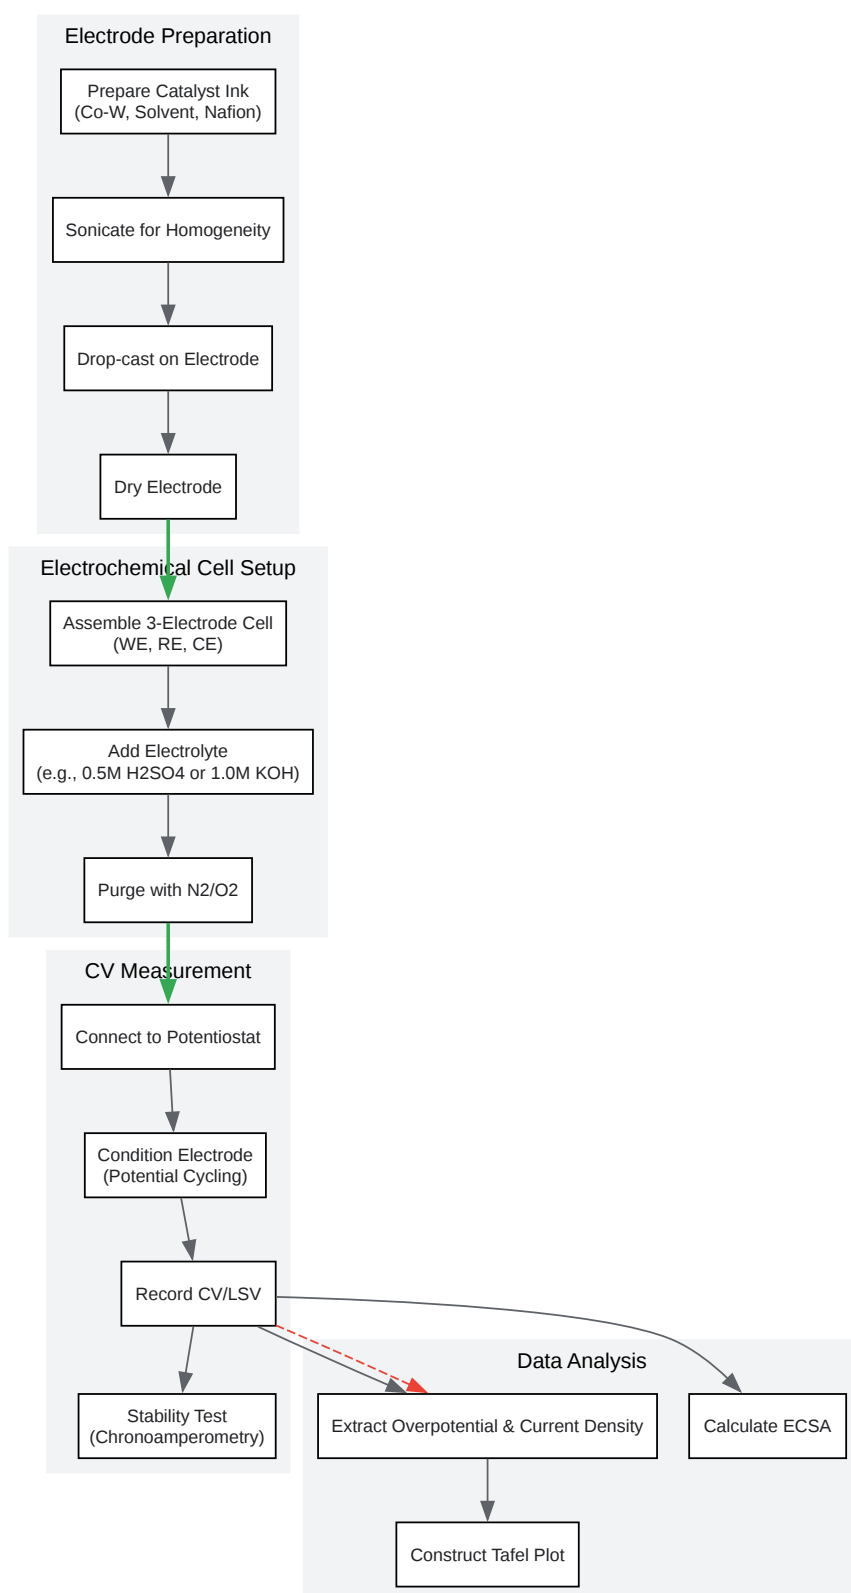 Electrode Preparation
Prepare Catalyst Ink
(Co-W, Solvent, Nafion)
Sonicate for Homogeneity
Drop-cast on Electrode
Dry Electrode
Electrochemical Cell Setup
Assemble 3-Electrode Cell
(WE, RE, CE)
Add Electrolyte
(e.g., 0.5M H2SO4 or 1.0M KOH)
Purge with N2/O2
CV Measurement
Connect to Potentiostat
Condition Electrode
(Potential Cycling)
Record CV/LSV
Stability Test
(Chronoamperometry)
Data Analysis
Extract Overpotential & Current Density
Calculate ECSA
Construct Tafel Plot